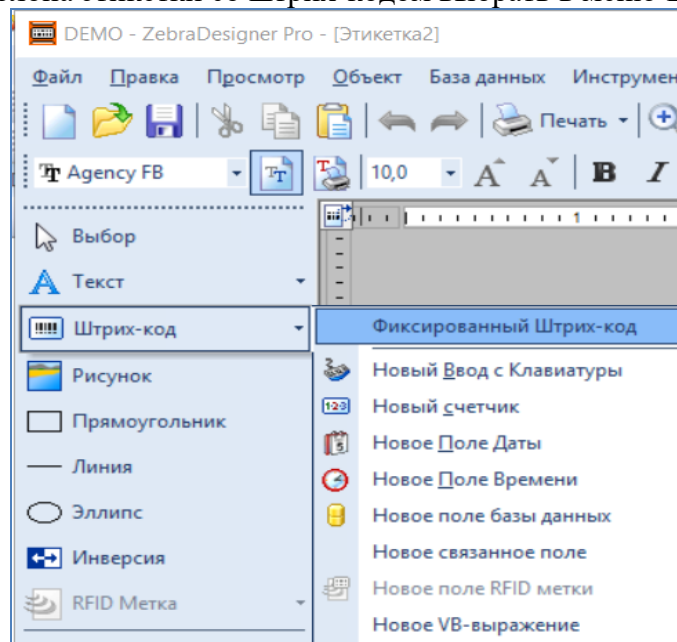 DEMO - ZebraDesigner Pro - [Этикетка2]
Файл Правка Просмотр Объект База данных Инструмен
Печать
Agency FB 10,0 A A B I
1
Выбор
Текст
Штрих-код
Рисунок
Прямоугольник
Линия
Эллипс
Инверсия
RFID Метка
Фиксированный Штрих-код
Новый Ввод с Клавиатуры
Новый счетчик
Новое Поле Даты
Новое Поле Времени
Новое поле базы данных
Новое связанное поле
Новое поле RFID метки
Новое VB-выражение